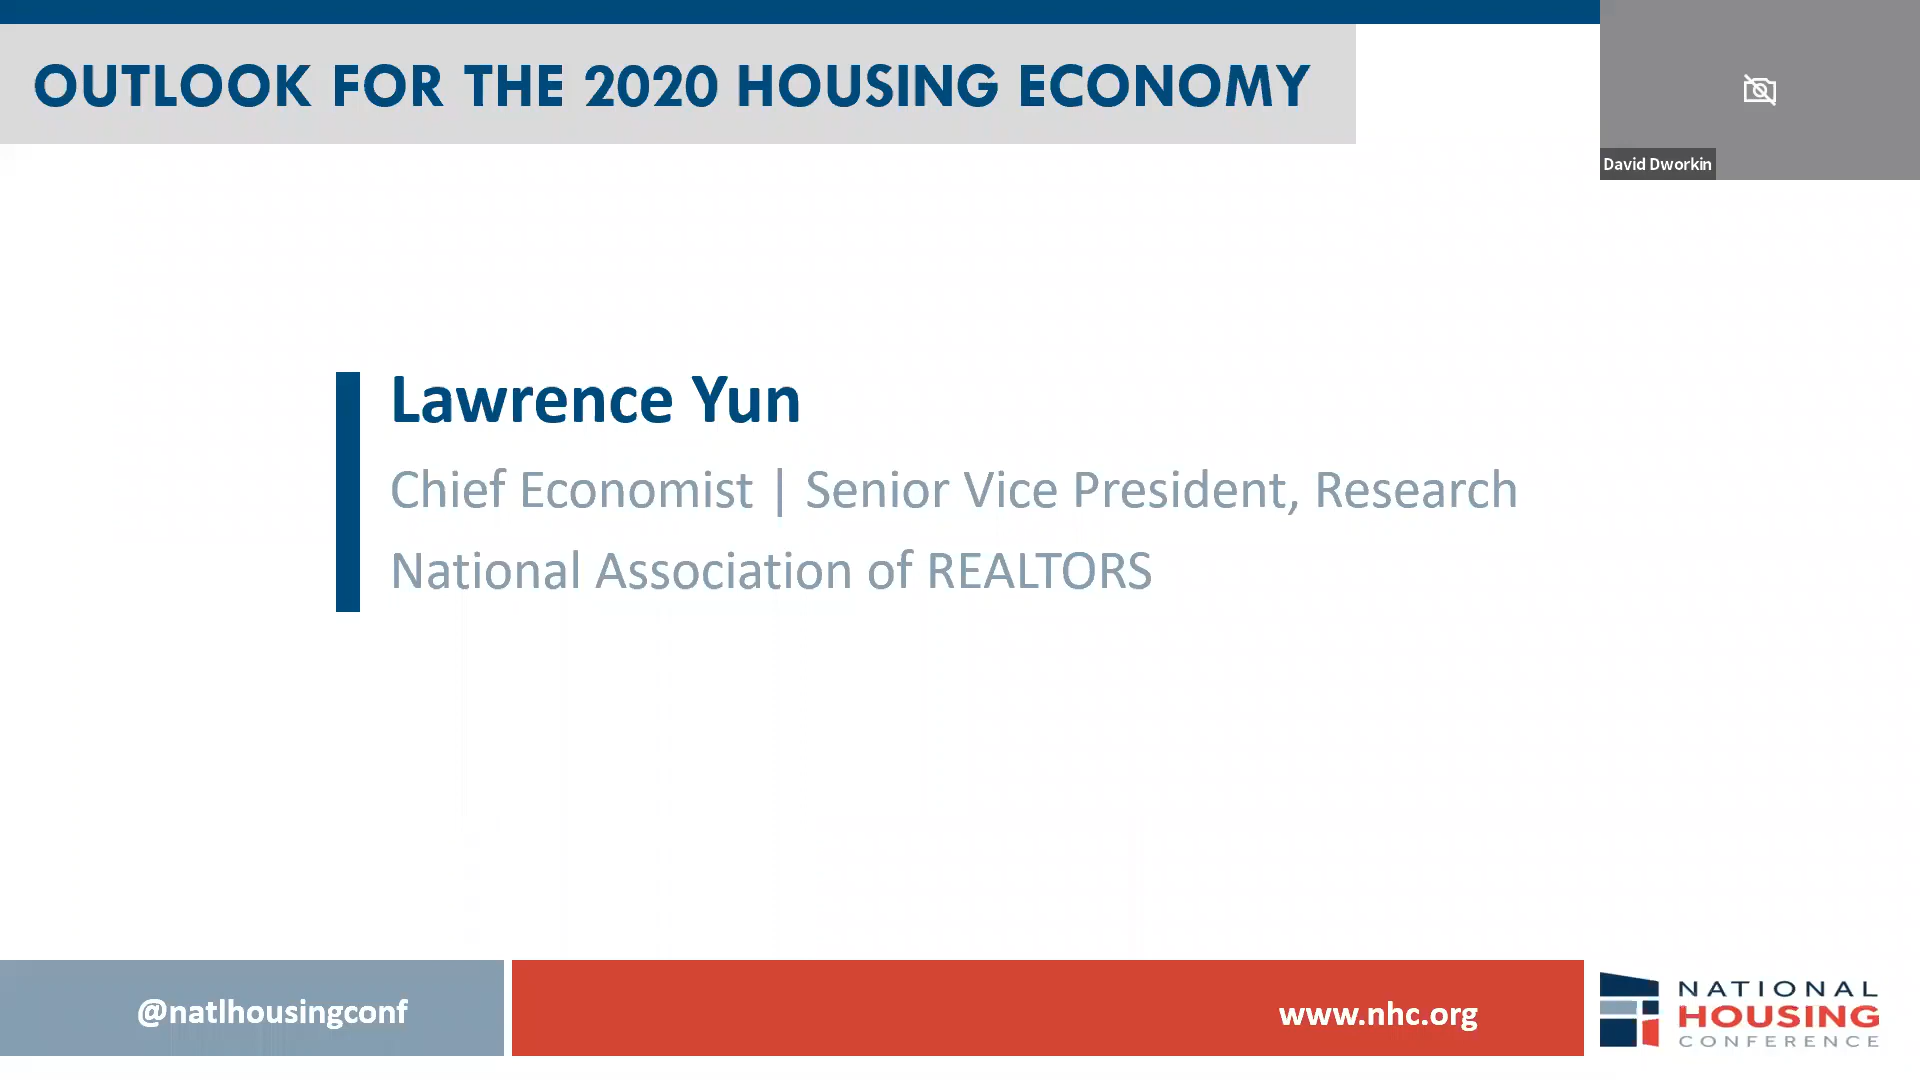 OUTLOOK FOR THE 2020 HOUSING ECONOMY
David Dworkin
Lawrence Yun
Chief Economist | Senior Vice President, Research
National Association of REALTORS
@natlhousingconf
www.nhc.org
NATIONAL
HOUSING
CONFERENCE